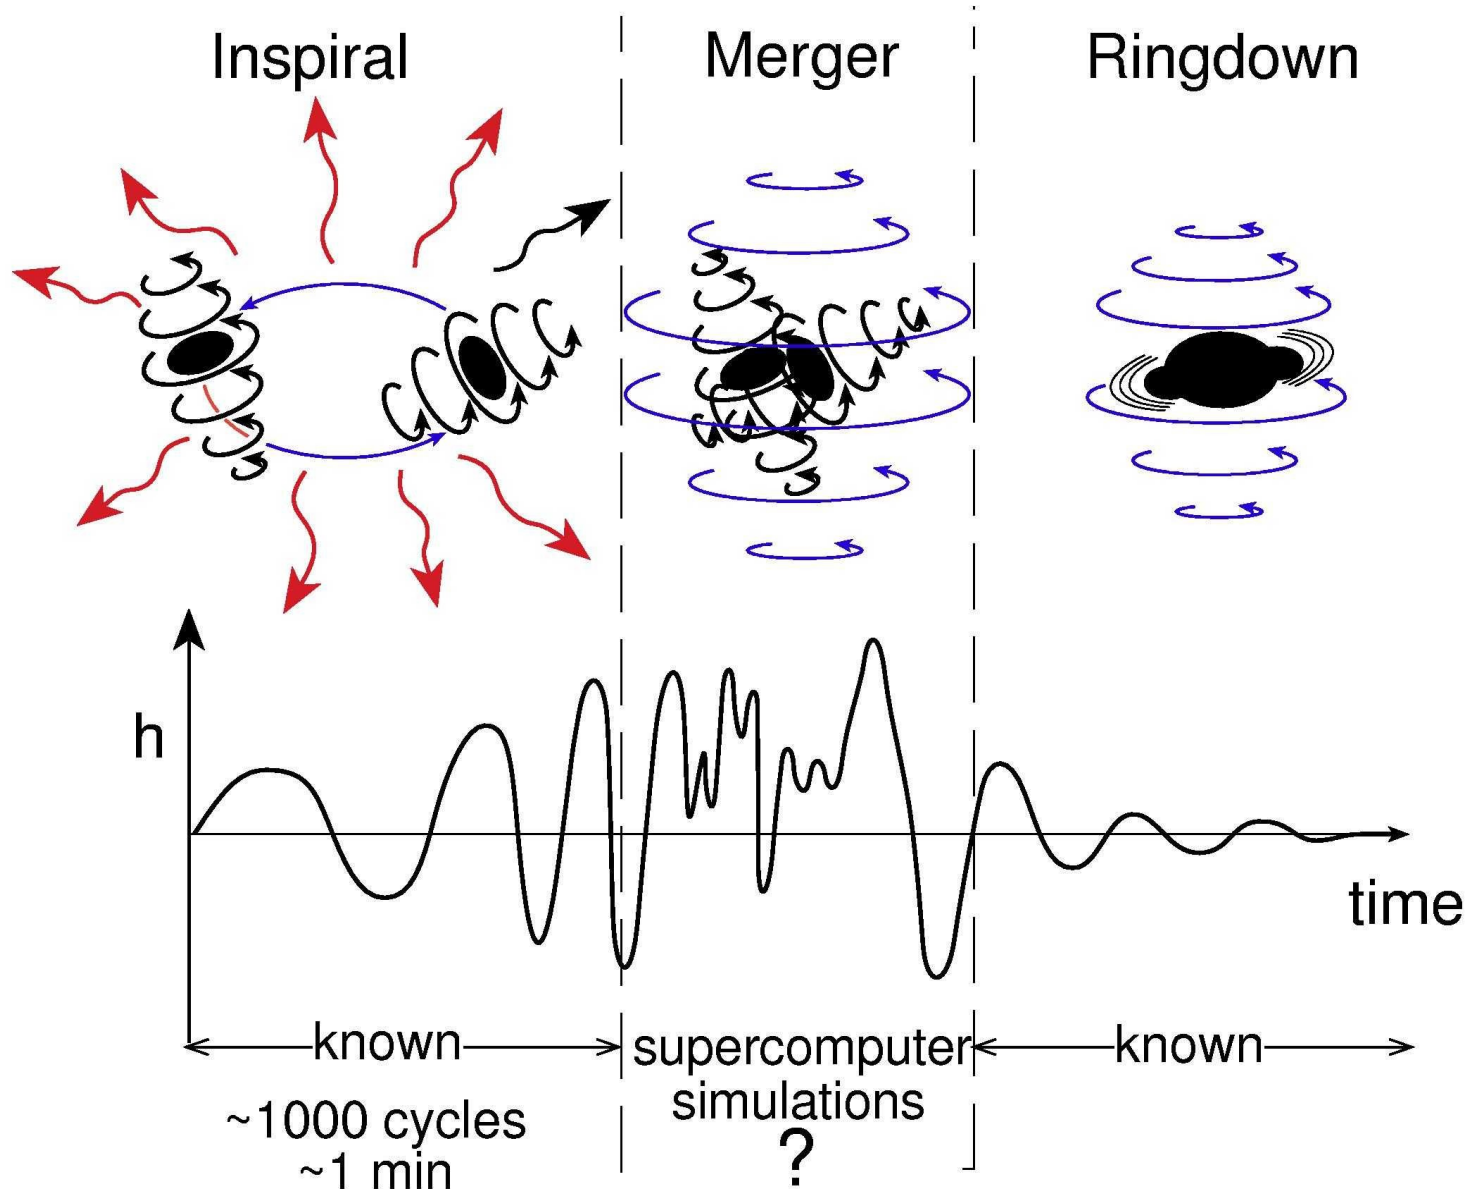 Inspiral
Merger
Ringdown
h
time
known
~1000 cycles
~1 min
supercomputer
simulations
?
known